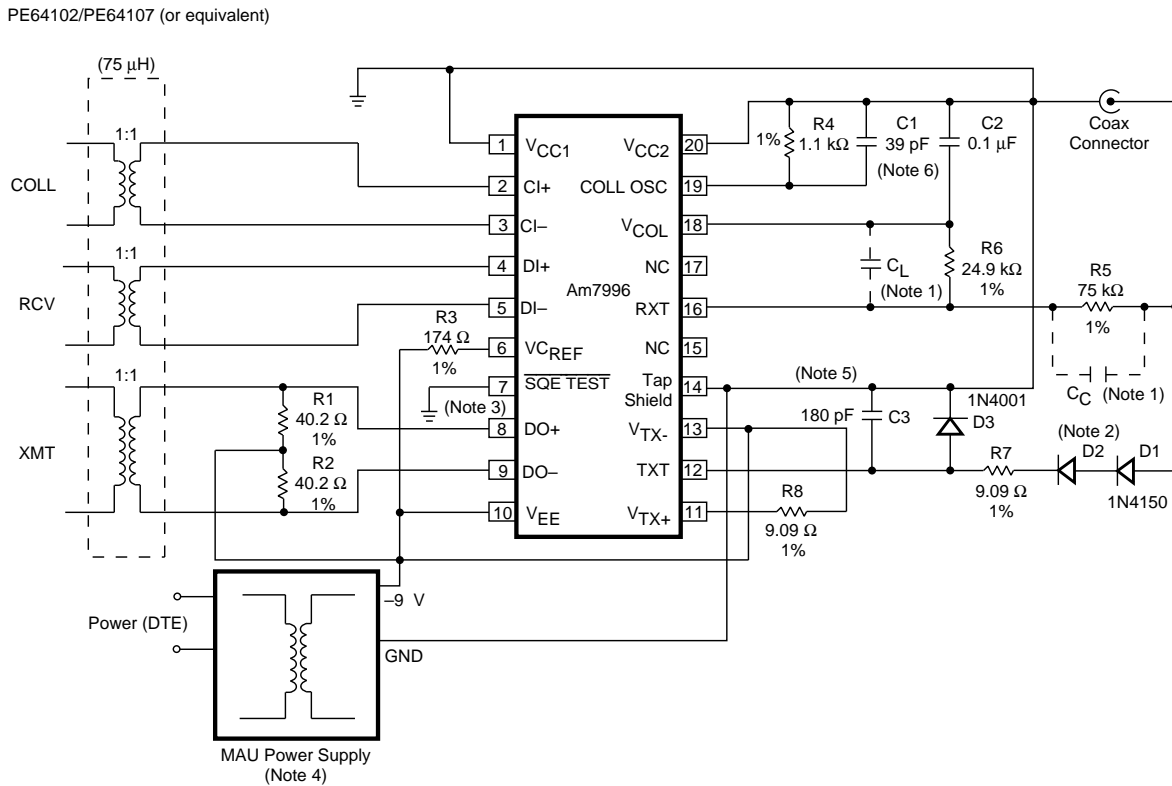 PE64102/PE64107 (or equivalent)
(75 μH)
1:1
COLL
1:1
RCV
1:1
XMT
R1
40.2 Ω
1%
R2
40.2 Ω
1%
R3
174 Ω
1%
(Note 3)
1 VCC1
2 CI+
3 CI–
4 DI+
5 DI–
6 VCREF
7 SQE TEST
8 DO+
9 DO–
10 VEE
Am7996
VCC2 20
COLL OSC 19
VCOL 18
NC 17
RXT 16
NC 15
Tap
Shield 14
VTX- 13
TXT 12
VTX+ 11
1%
R4
1.1 kΩ
C1
39 pF
(Note 6)
C2
0.1 μF
Coax
Connector
CL
(Note 1)
R6
24.9 kΩ
1%
R5
75 kΩ
1%
CC (Note 1)
(Note 5)
180 pF C3
1N4001
D3
(Note 2)
D2 D1
1N4150
R7
9.09 Ω
1%
R8
9.09 Ω
1%
–9 V
GND
Power (DTE)
MAU Power Supply
(Note 4)